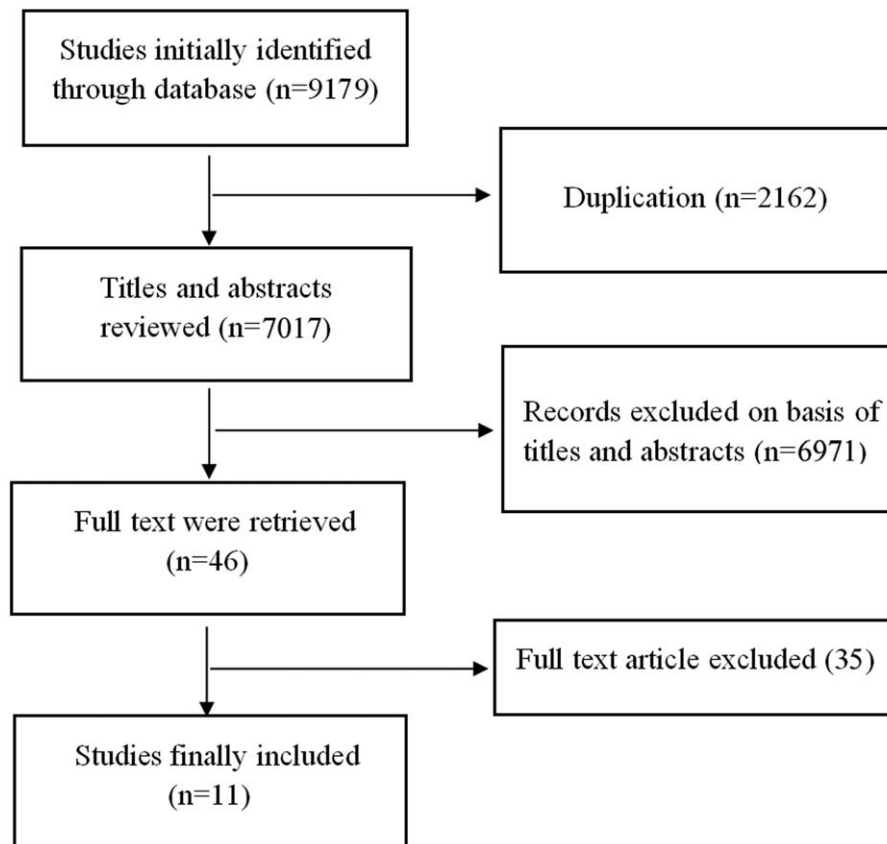 Studies initially identified
through database (n=9179)
Duplication (n=2162)
Titles and abstracts
reviewed (n=7017)
Records excluded on basis of
titles and abstracts (n=6971)
Full text were retrieved
(n=46)
Full text article excluded (35)
Studies finally included
(n=11)